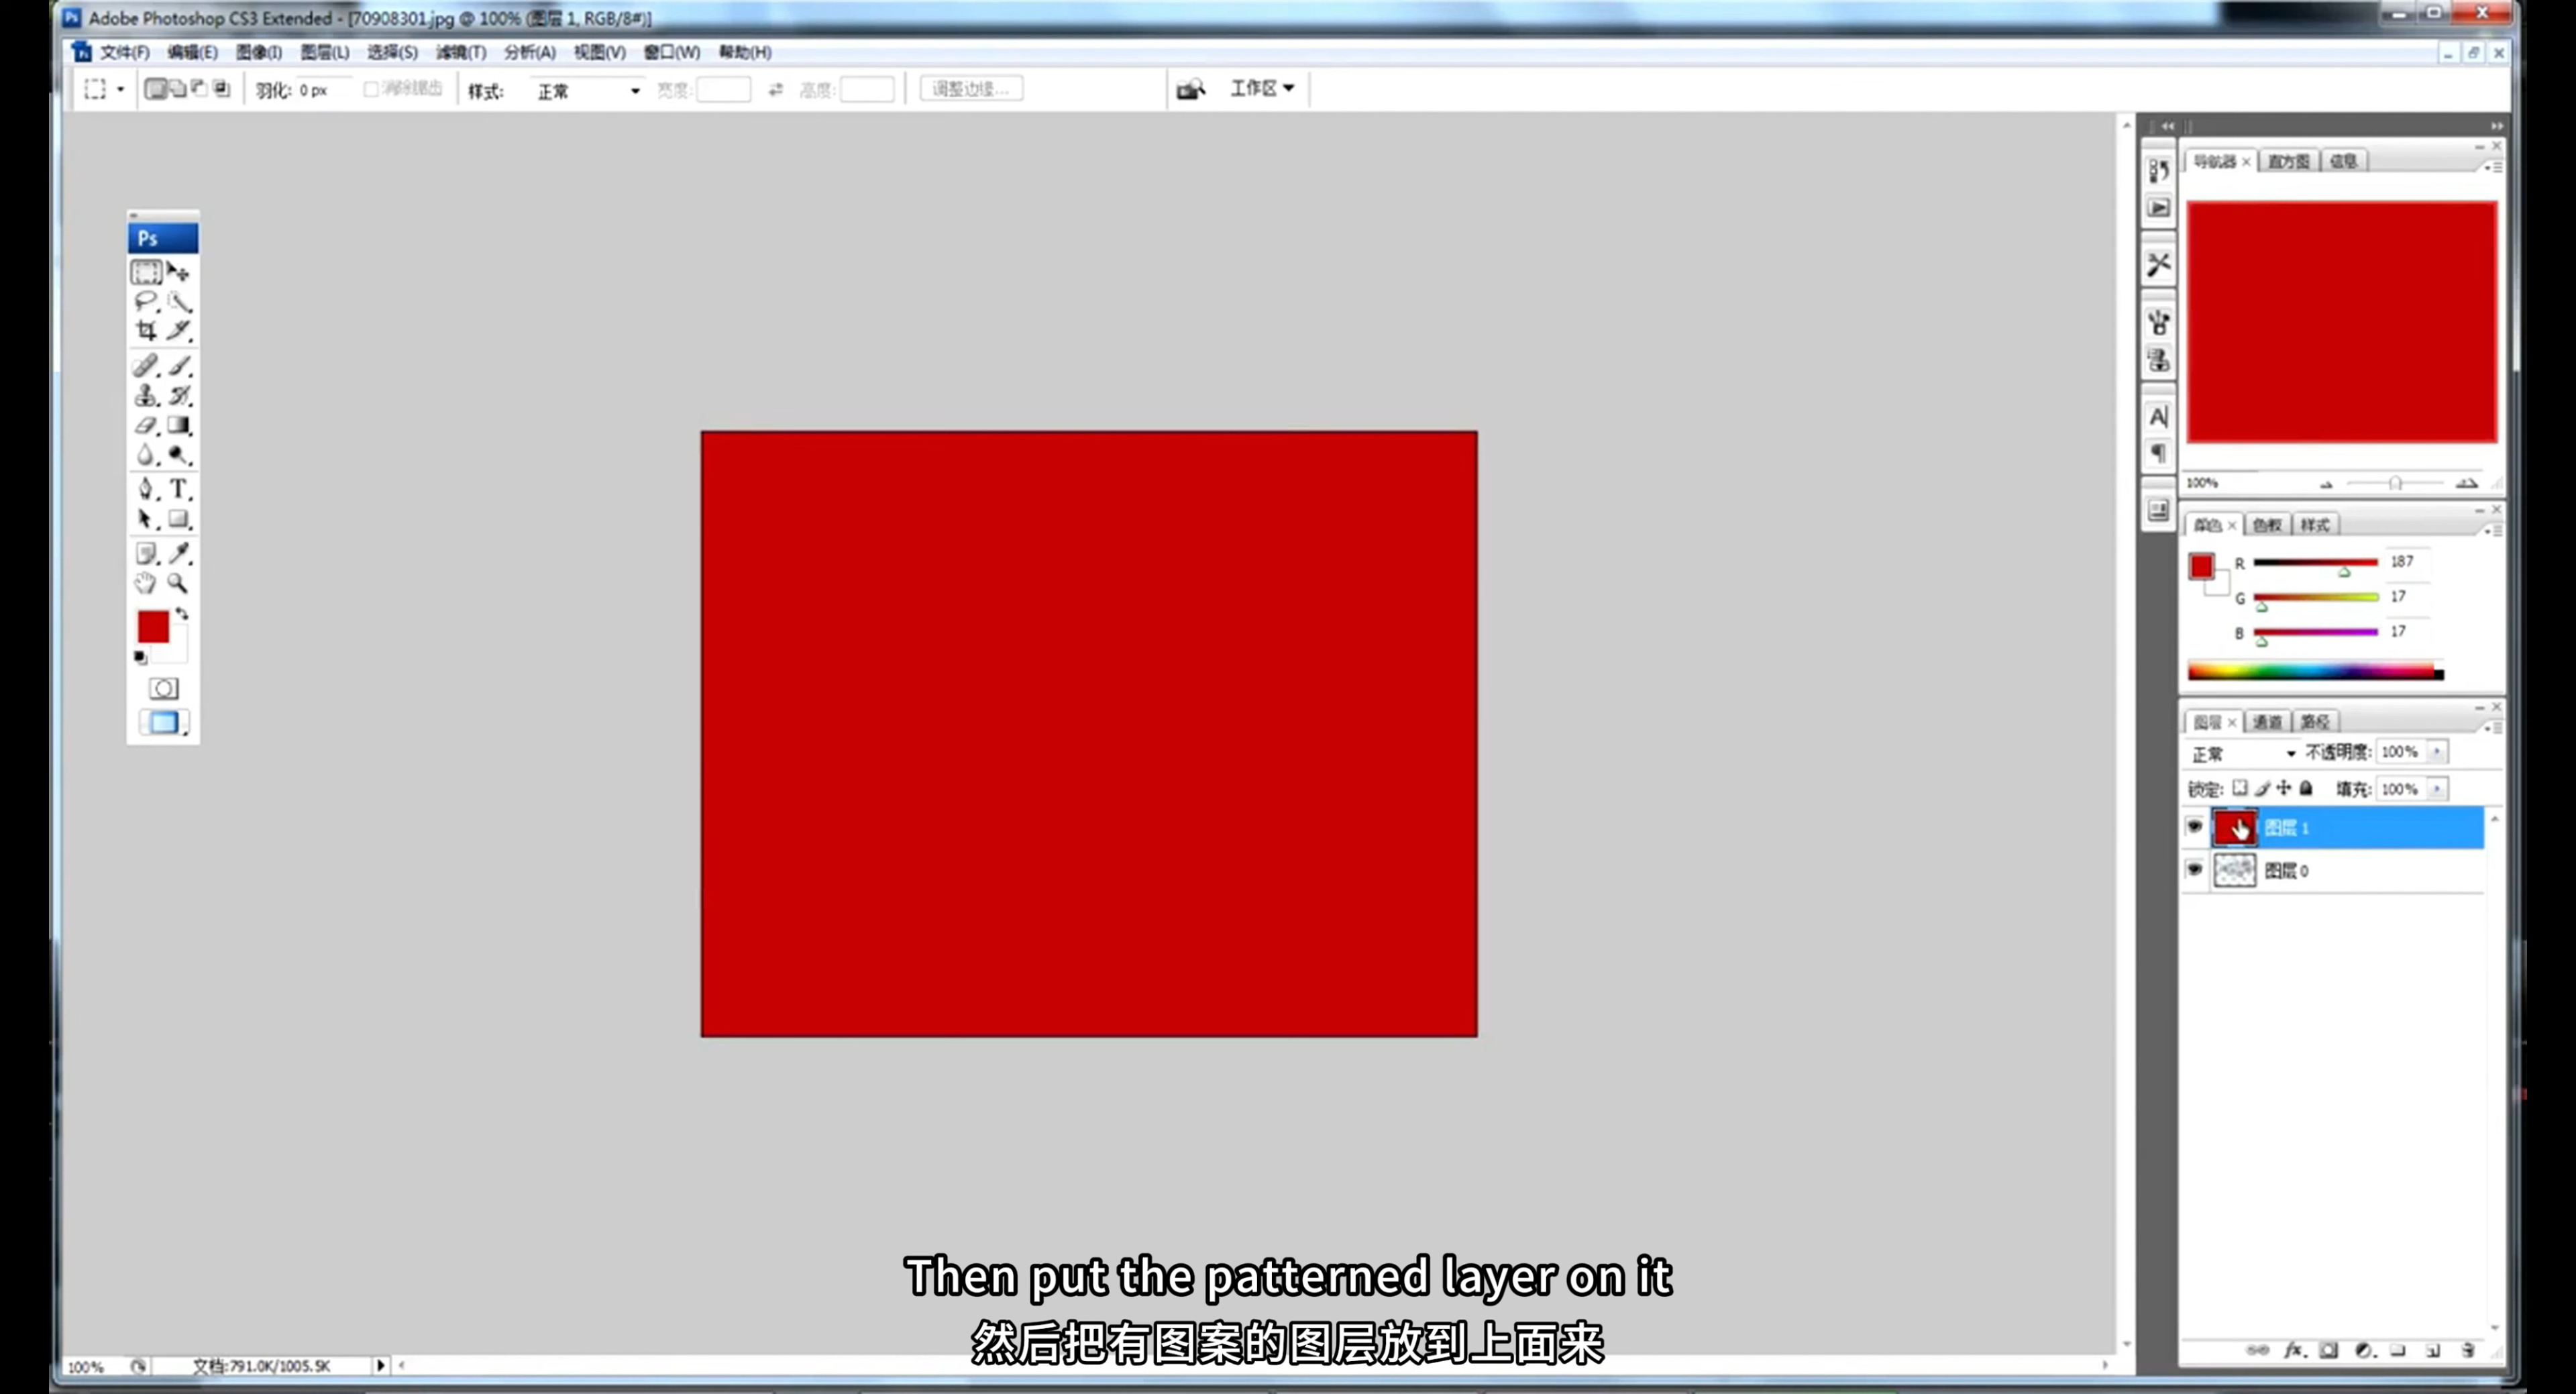 Adobe Photoshop CS3 Extended - [70908301.jpg @ 100% (图层 1, RGB/8#)]
文件(F) 编辑(E) 图像(I) 图层(L) 选择(S) 滤镜(T) 分析(A) 视图(V) 窗口(W) 帮助(H)
羽化: 0 px 消除锯齿 样式: 正常 宽度: 高度: 调整边缘... 工作区
导航器 直方图 信息
Ps
100%
颜色 色板 样式
R 187
G 17
B 17
图层 通道 路径
正常 不透明度: 100%
锁定: 填充: 100%
图层 1
图层 0
Then put the patterned layer on it
然后把有图案的图层放到上面来
100% 文档:791.0K/1005.5K